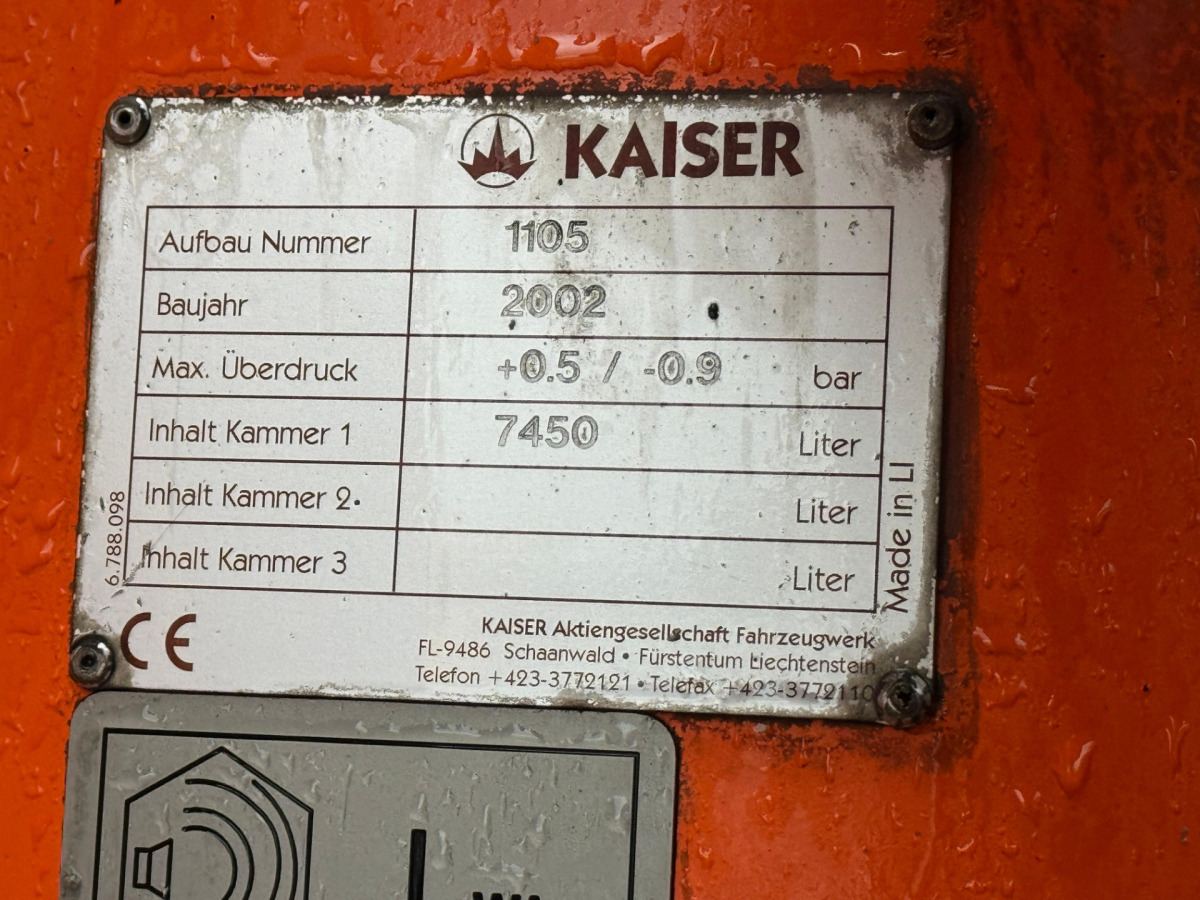 KAISER
Aufbau Nummer 1105
Baujahr 2002
Max. Überdruck +0.5 / -0.9 bar
Inhalt Kammer 1 7450 Liter
Inhalt Kammer 2 Liter
Inhalt Kammer 3 Liter
6.788.098
Made in LI
CE
KAISER Aktiengesellschaft Fahrzeugwerk
FL-9486 Schaanwald • Fürstentum Liechtenstein
Telefon +423-3772121 • Telefax +423-3772110